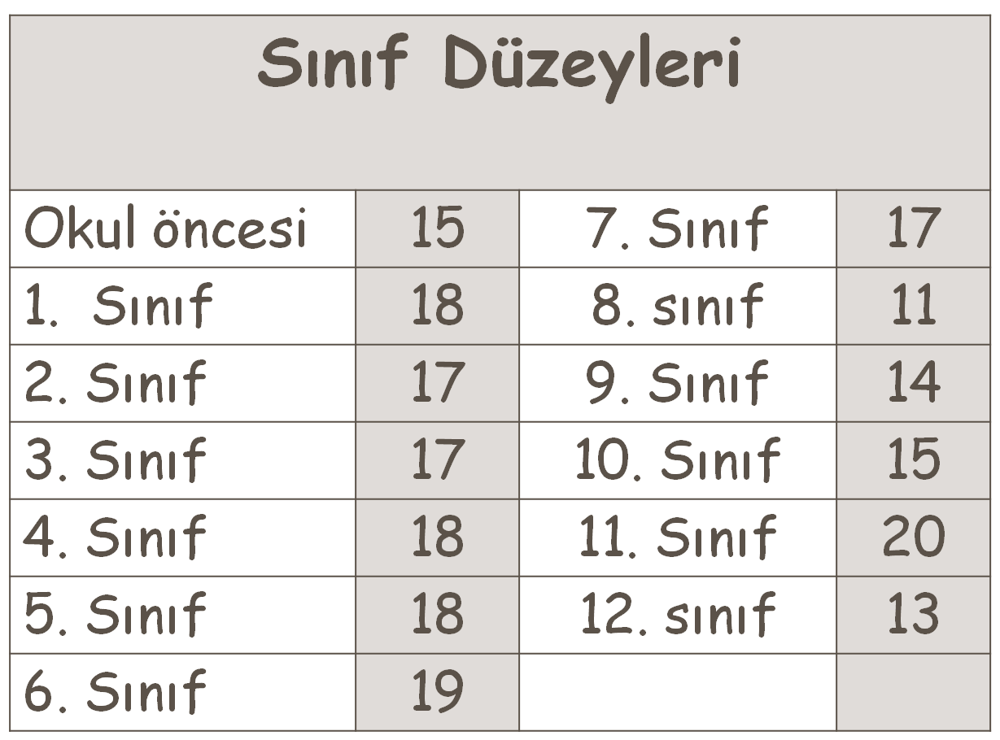 Sınıf Düzeyleri
Okul öncesi 15 7. Sınıf 17
1. Sınıf 18 8. sınıf 11
2. Sınıf 17 9. Sınıf 14
3. Sınıf 17 10. Sınıf 15
4. Sınıf 18 11. Sınıf 20
5. Sınıf 18 12. sınıf 13
6. Sınıf 19